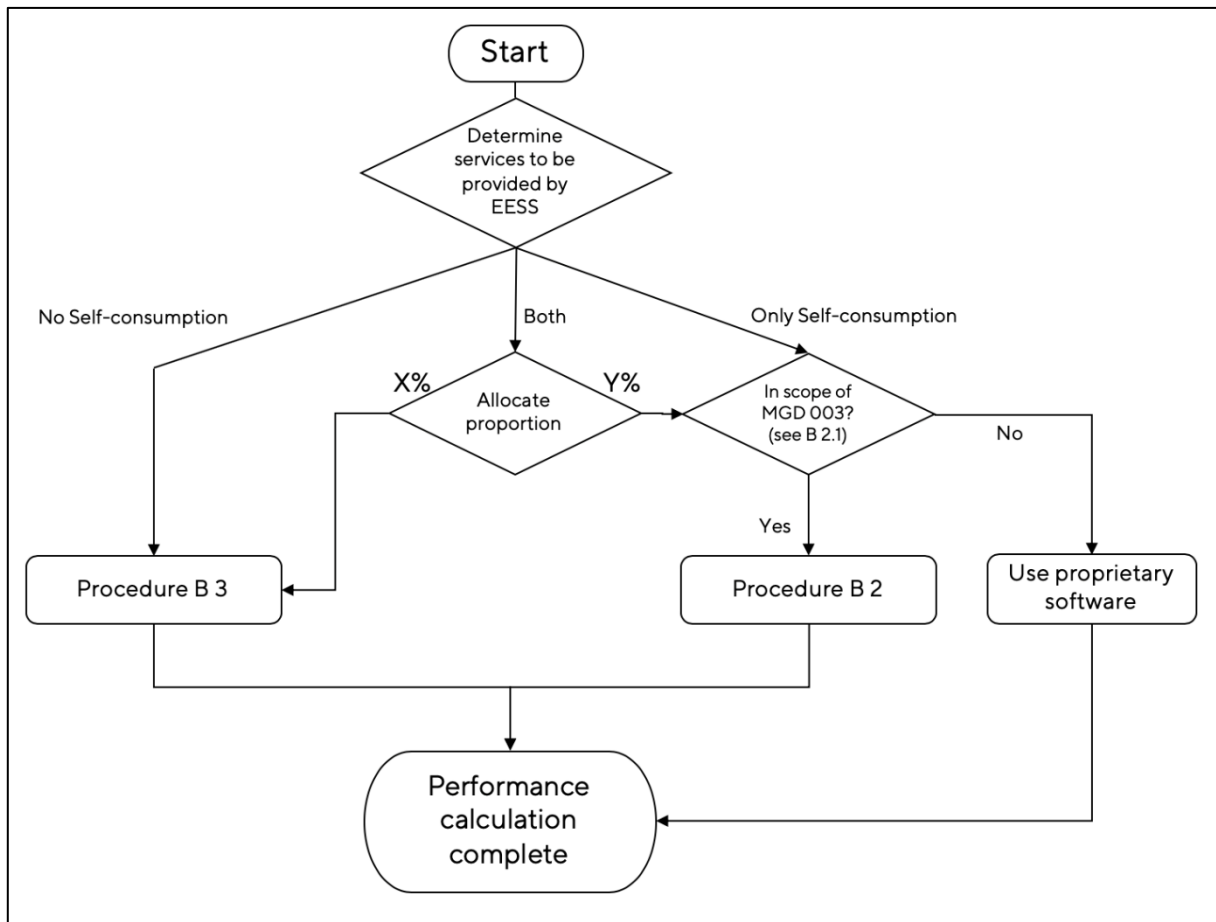 Start
Determine
services to be
provided by
EESS
No Self-consumption
Both
Only Self-consumption
X%
Y%
Allocate
proportion
In scope of
MGD 003?
(see B 2.1)
No
Yes
Procedure B 3
Procedure B 2
Use proprietary
software
Performance
calculation
complete